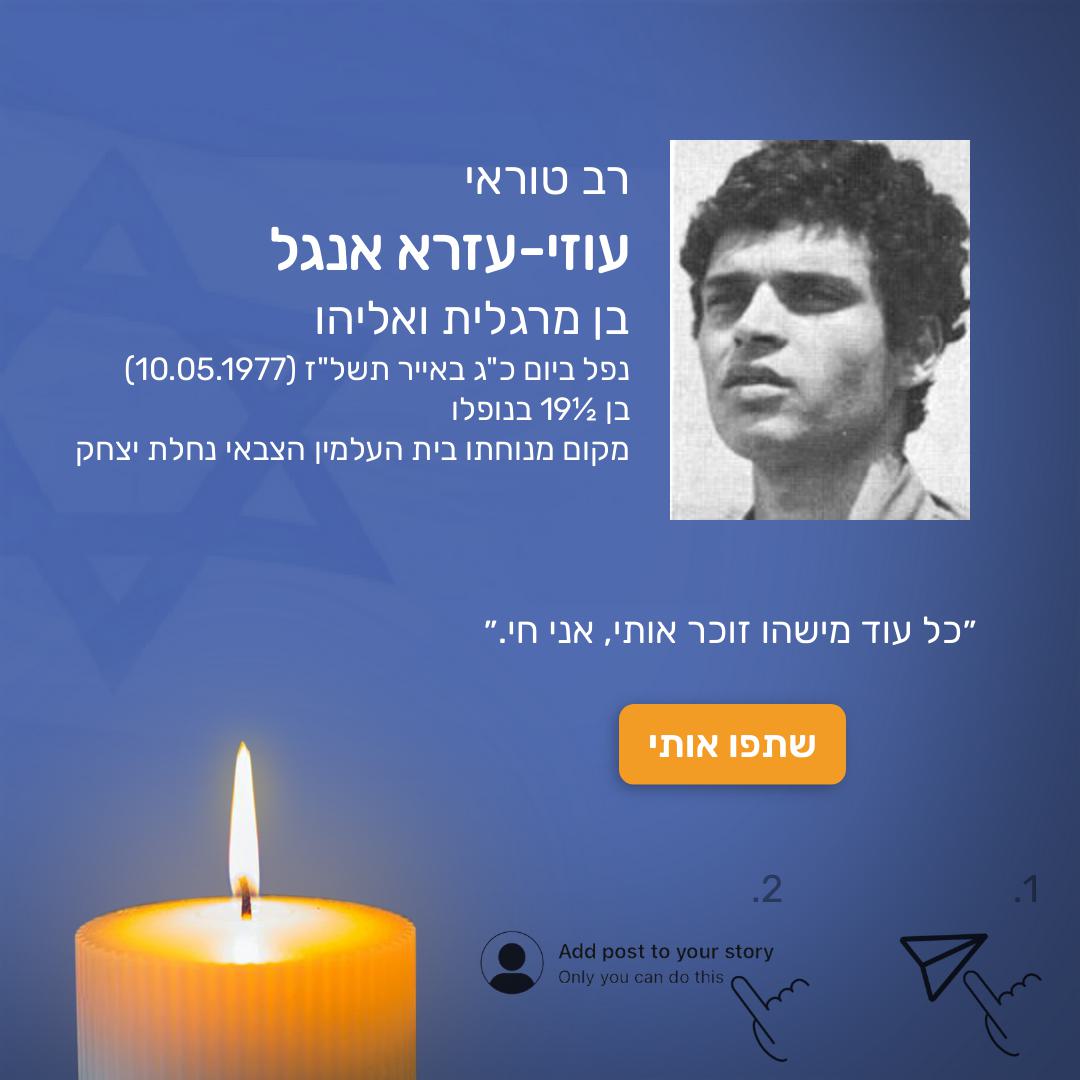 רב טוראי
עוזי-עזרא אנגל
בן מרגלית ואליהו
נפל ביום כ"ג באייר תשל"ז (10.05.1977)
בן 19½ בנופלו
מקום מנוחתו בית העלמין הצבאי נחלת יצחק
״כל עוד מישהו זוכר אותי, אני חי.״
שתפו אותי
1.
2.
Add post to your story
Only you can do this